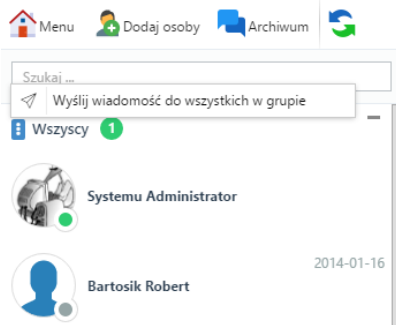 Menu Dodaj osoby Archiwum
Szukaj ...
Wyślij wiadomość do wszystkich w grupie
Wszyscy 1
Systemu Administrator
2014-01-16
Bartosik Robert